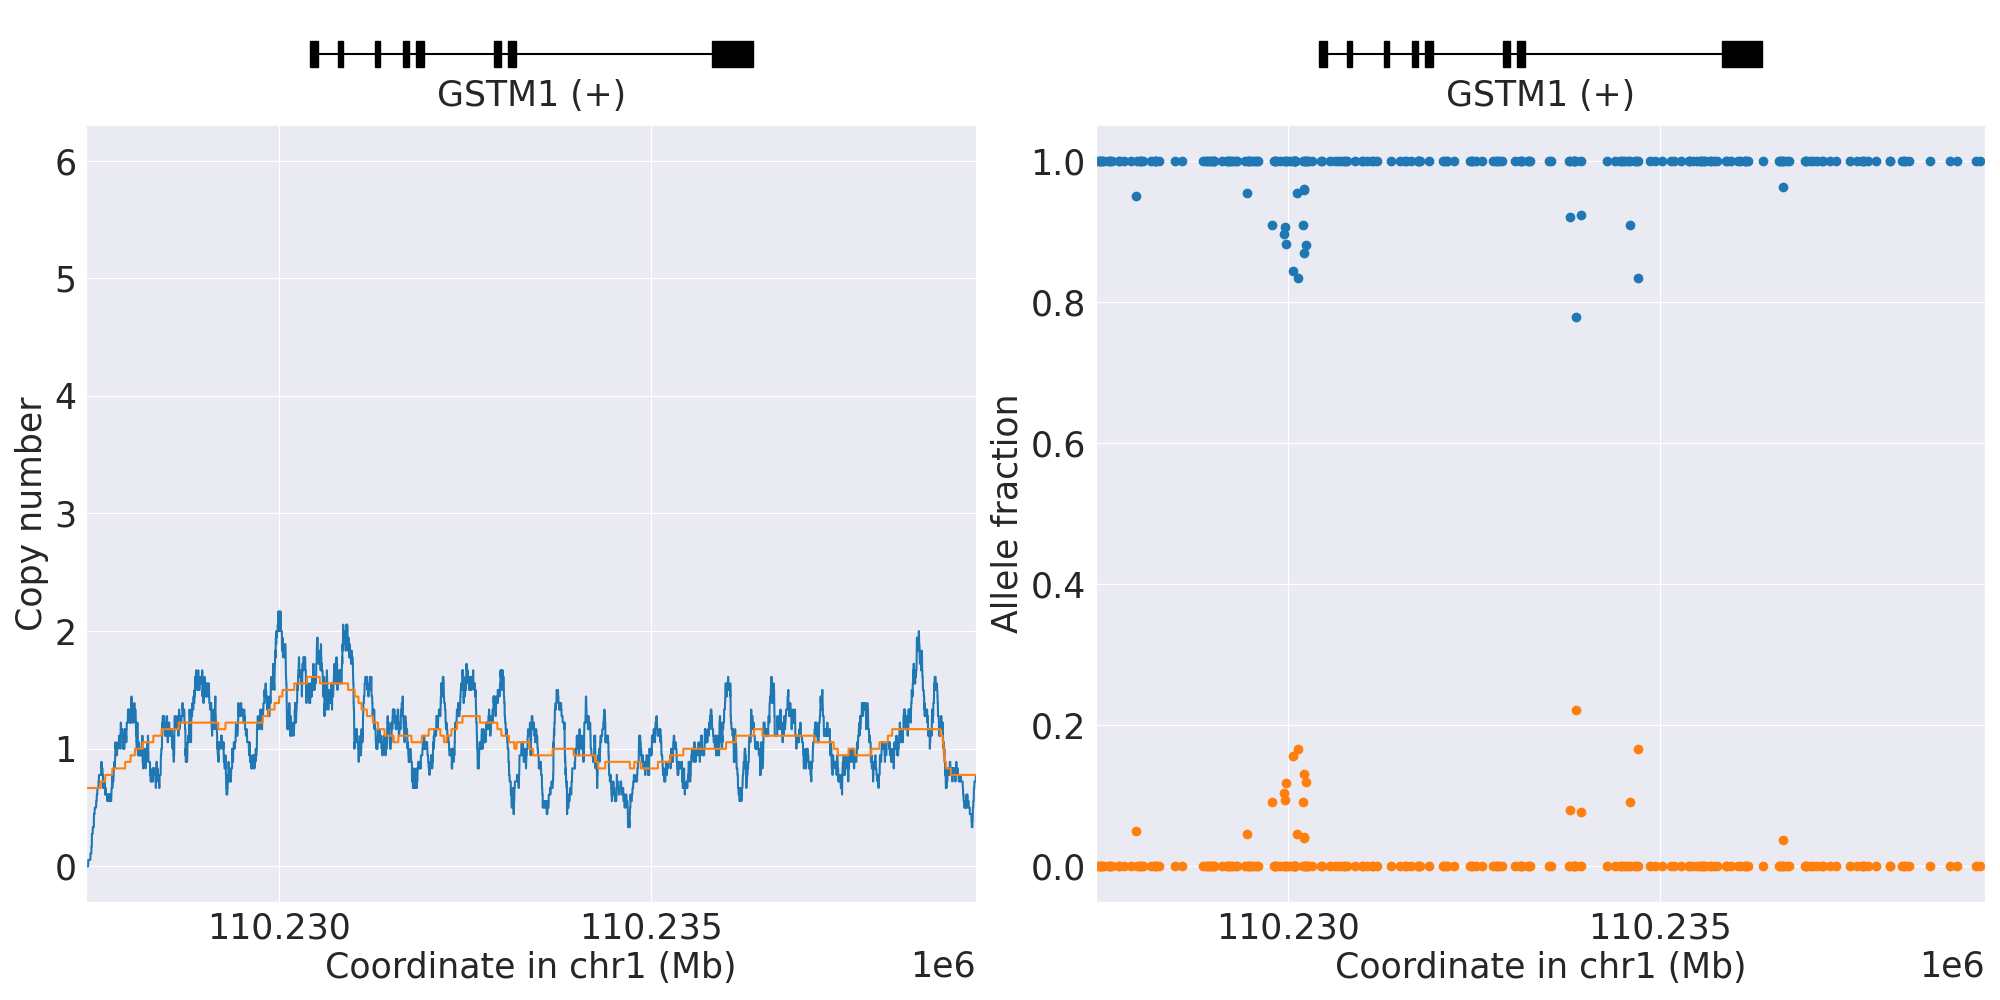 GSTM1 (+)
6
5
4
3
2
1
0
Copy number
110.230
110.235
Coordinate in chr1 (Mb)
1e6
GSTM1 (+)
1.0
0.8
0.6
0.4
0.2
0.0
Allele fraction
110.230
110.235
Coordinate in chr1 (Mb)
1e6